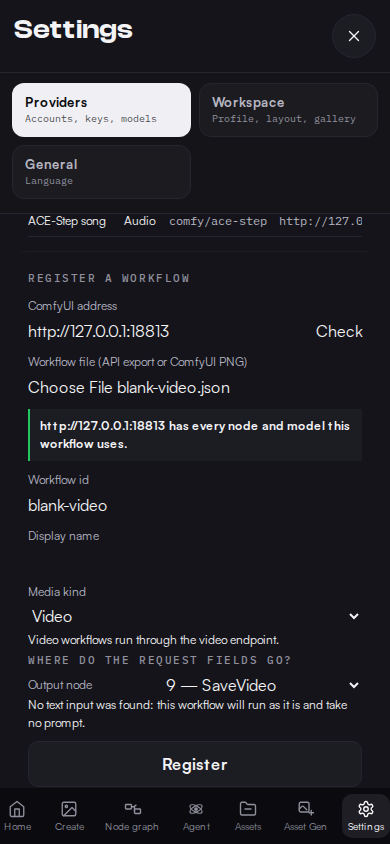 Settings
Providers
Accounts, keys, models
Workspace
Profile, layout, gallery
General
Language
ACE-Step song Audio comfy/ace-step http://127.0
REGISTER A WORKFLOW
ComfyUI address
http://127.0.0.1:18813 Check
Workflow file (API export or ComfyUI PNG)
Choose File blank-video.json
http://127.0.0.1:18813 has every node and model this
workflow uses.
Workflow id
blank-video
Display name
Media kind
Video
Video workflows run through the video endpoint.
WHERE DO THE REQUEST FIELDS GO?
Output node 9 — SaveVideo
No text input was found: this workflow will run as it is and take
no prompt.
Register
Home Create Node graph Agent Assets Asset Gen Settings